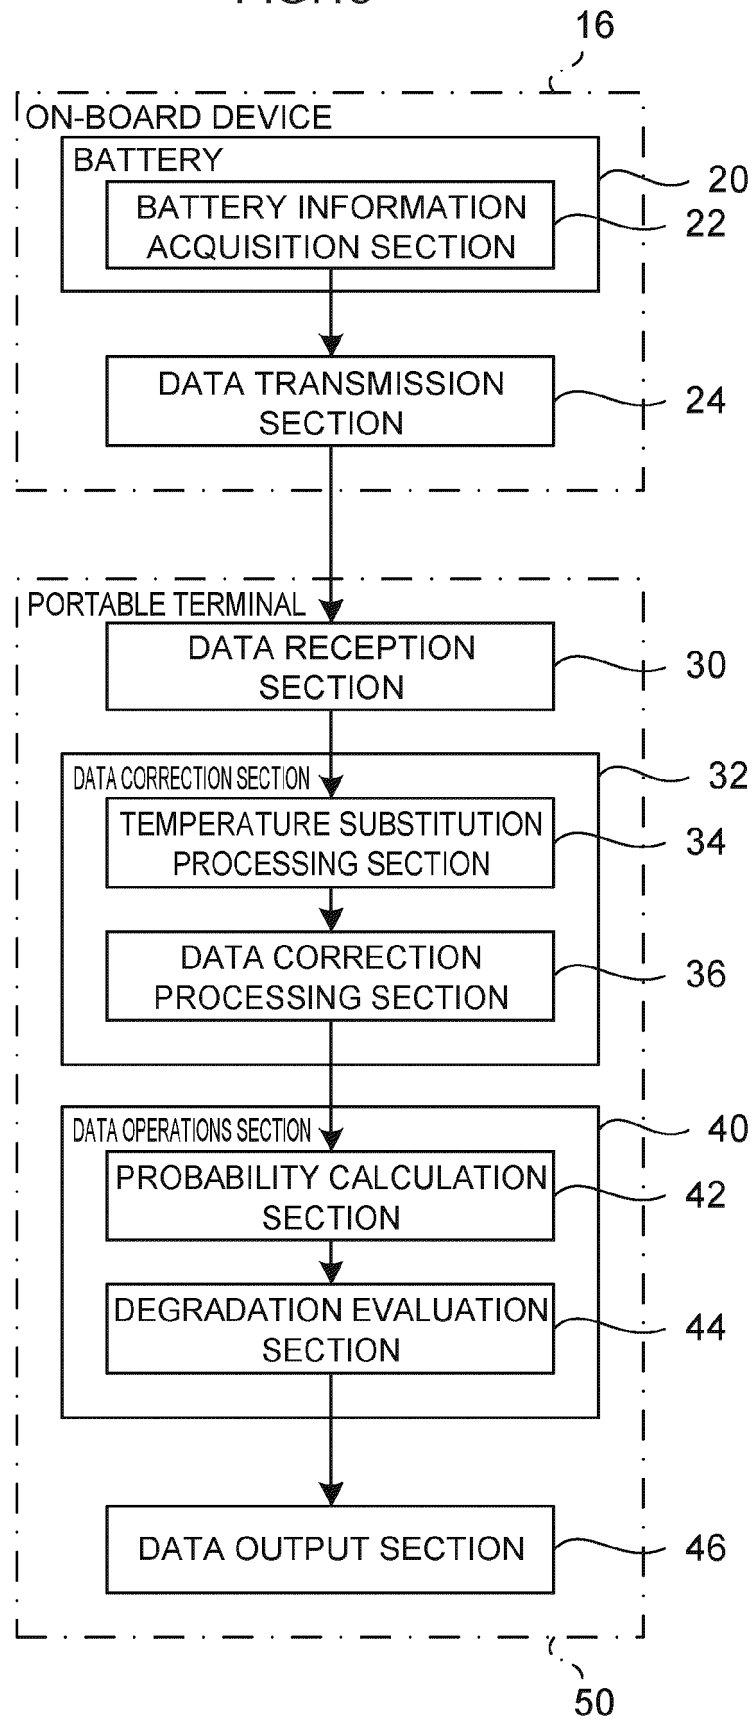 16
ON-BOARD DEVICE
BATTERY
20
BATTERY INFORMATION
ACQUISITION SECTION
22
DATA TRANSMISSION
SECTION
24
PORTABLE TERMINAL
DATA RECEPTION
SECTION
30
DATA CORRECTION SECTION
32
TEMPERATURE SUBSTITUTION
PROCESSING SECTION
34
DATA CORRECTION
PROCESSING SECTION
36
DATA OPERATIONS SECTION
40
PROBABILITY CALCULATION
SECTION
42
DEGRADATION EVALUATION
SECTION
44
DATA OUTPUT SECTION
46
50